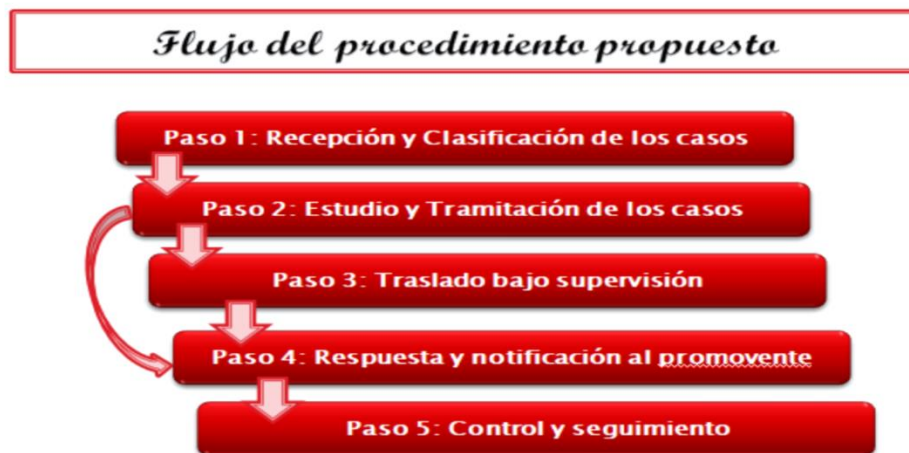 Flujo del procedimiento propuesto
Paso 1: Recepción y Clasificación de los casos
Paso 2: Estudio y Tramitación de los casos
Paso 3: Traslado bajo supervisión
Paso 4: Respuesta y notificación al promovente
Paso 5: Control y seguimiento